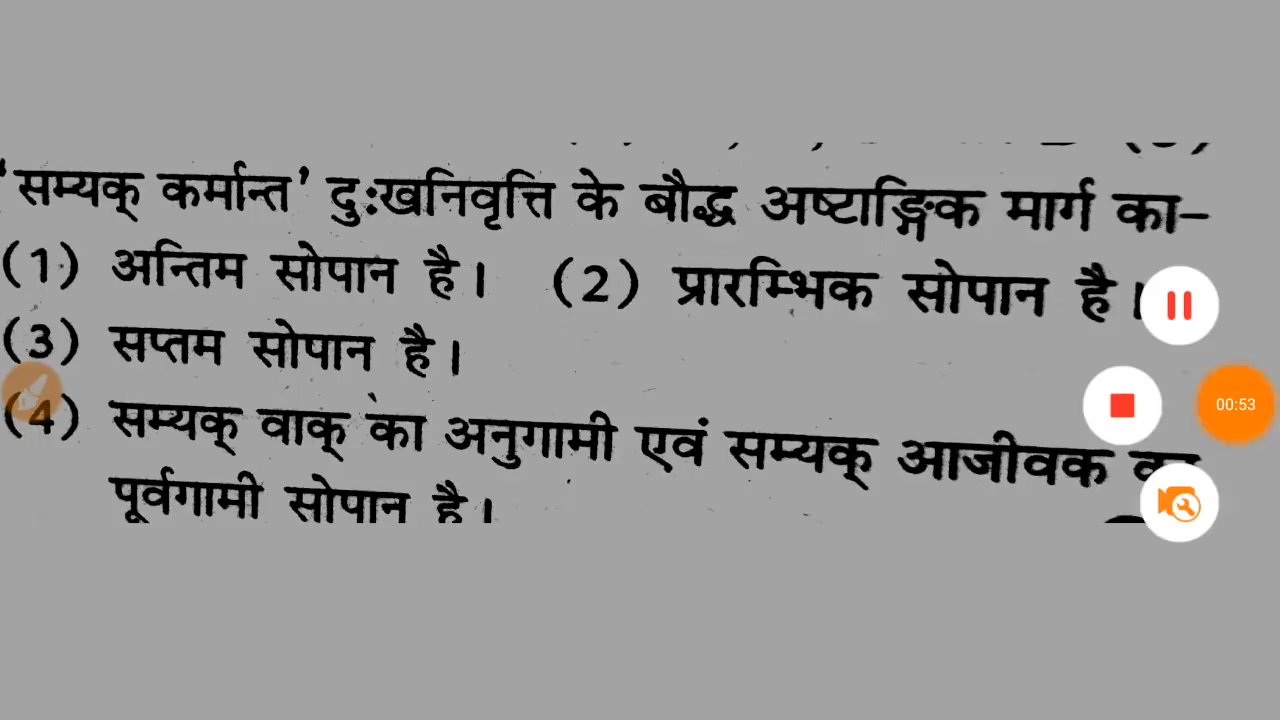 'सम्यक् कर्मान्त' दुःखनिवृत्ति के बौद्ध अष्टाङ्गिक मार्ग का–
(1) अन्तिम सोपान है। (2) प्रारम्भिक सोपान है।
(3) सप्तम सोपान है।
(4) सम्यक् वाक् का अनुगामी एवं सम्यक् आजीवक
00:53
पूर्वगामी सोपान है।